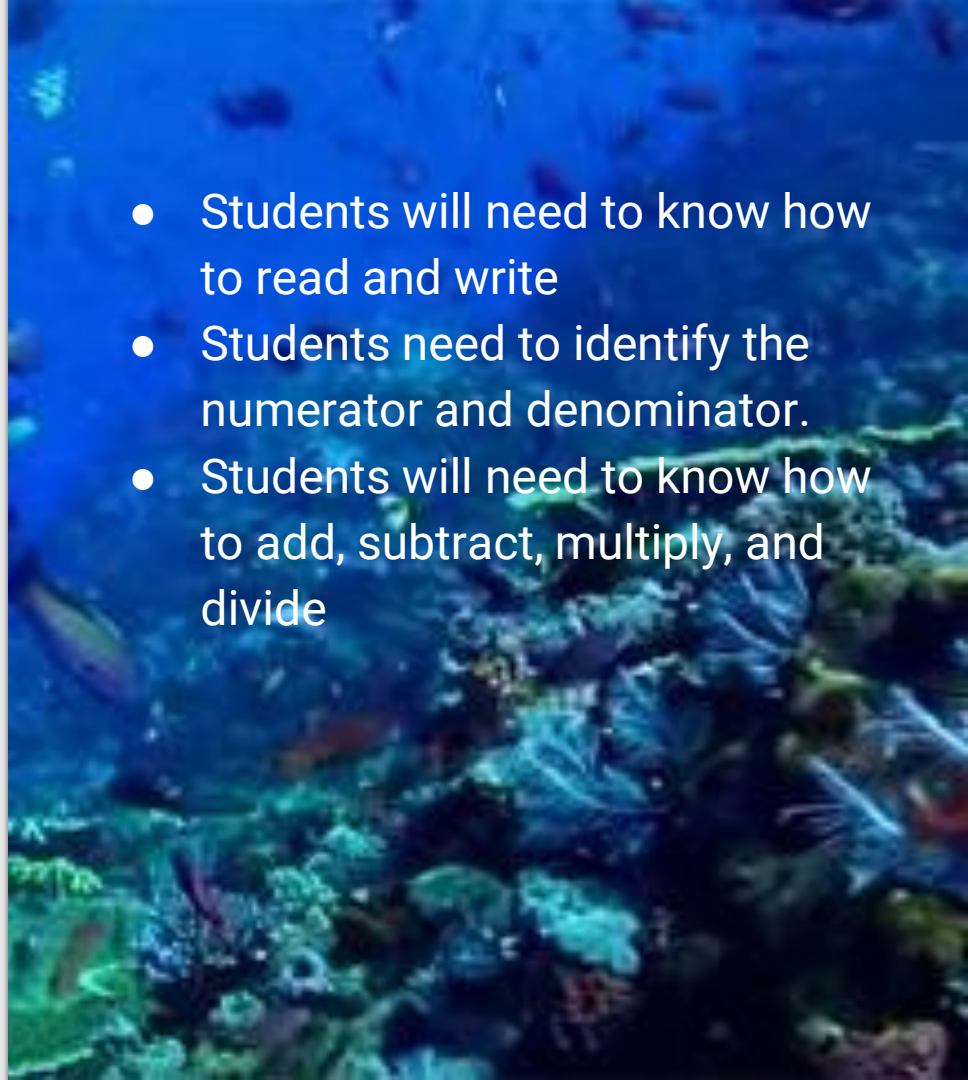 ● Students will need to know how
to read and write
● Students need to identify the
numerator and denominator.
● Students will need to know how
to add, subtract, multiply, and
divide